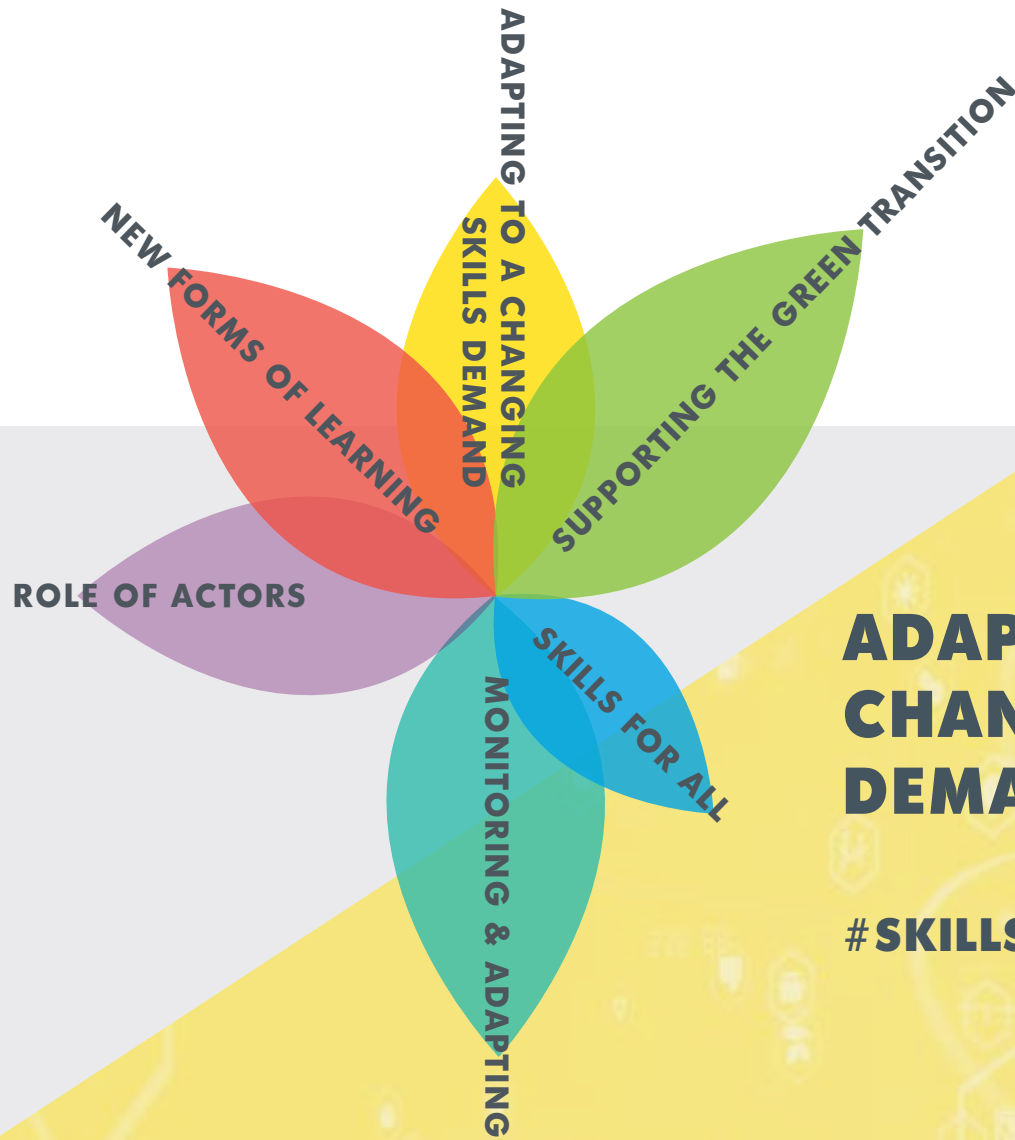 ADAPTING TO A CHANGING
SKILLS DEMAND
SUPPORTING THE GREEN TRANSITION
NEW FORMS OF LEARNING
ROLE OF ACTORS
SKILLS FOR ALL
MONITORING & ADAPTING
ADAP
CHAN
DEMA
#SKILLS